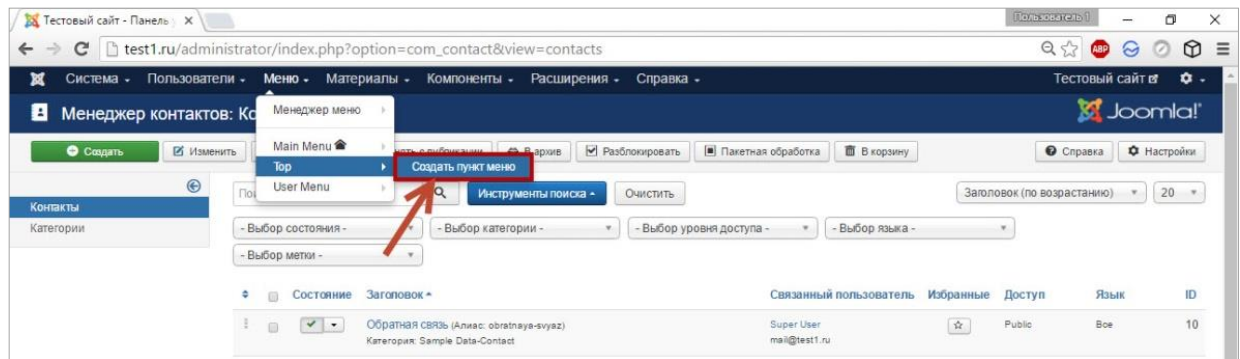 Тестовый сайт - Панель
Пользователь 1
test1.ru/administrator/index.php?option=com_contact&view=contacts
ABP
Система Пользователи Меню Материалы Компоненты Расширения Справка Тестовый сайт
Менеджер контактов: Ко Менеджер меню Joomla!
Создать Изменить Main Menu В архив Разблокировать Пакетная обработка В корзину Справка Настройки
Top Создать пункт меню
User Menu Инструменты поиска Очистить Заголовок (по возрастанию) 20
Контакты
Категории - Выбор состояния - - Выбор категории - - Выбор уровня доступа - - Выбор языка -
- Выбор метки -
Состояние Заголовок Связанный пользователь Избранные Доступ Язык ID
Обратная связь (Алиас: obratnaya-svyaz) Super User Public Все 10
Категория: Sample Data-Contact mail@test1.ru